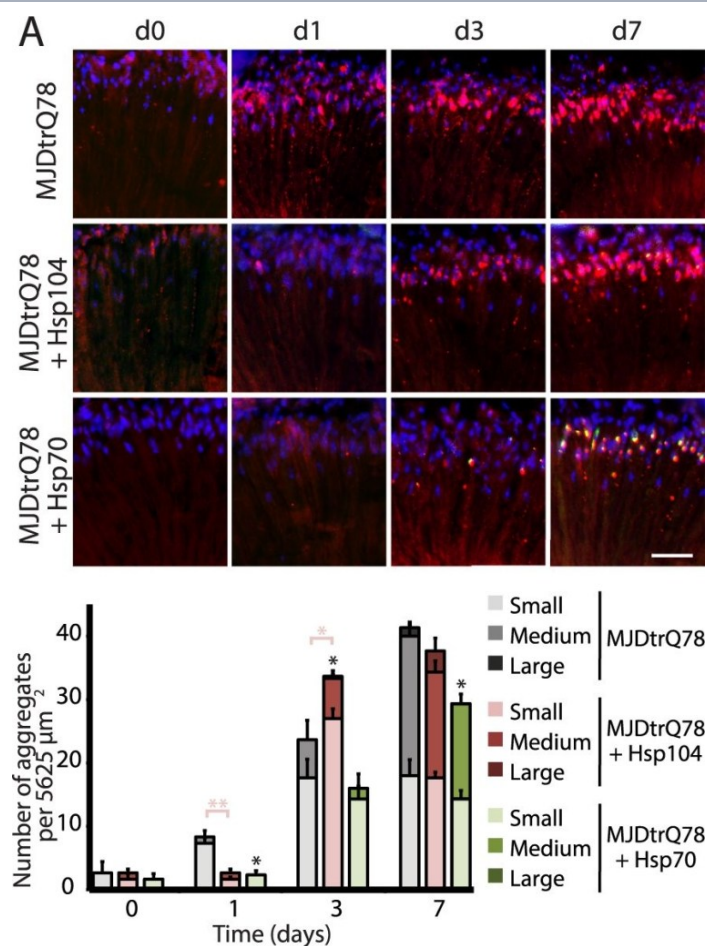 A
d0 d1 d3 d7
MJDtrQ78
MJDtrQ78
+ Hsp104
MJDtrQ78
+ Hsp70
Number of aggregates
per 5625 μm 2
40
30
20
10
0
** * * * *
0 1 3 7
Time (days)
Small
Medium
Large
MJDtrQ78
Small
Medium
Large
MJDtrQ78
+ Hsp104
Small
Medium
Large
MJDtrQ78
+ Hsp70